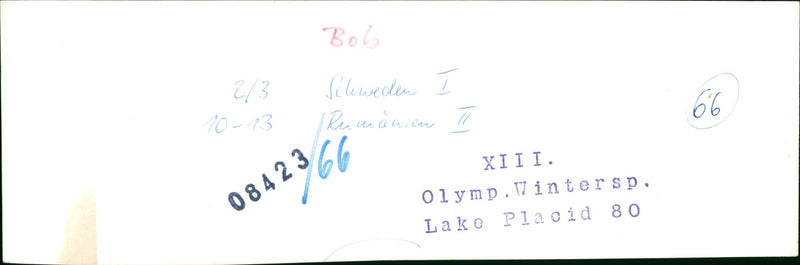 Bob
2/3 Schweden I
10-13 Rumänien II
66
08423/66
XIII.
Olymp.Wintersp.
Lake Placid 80